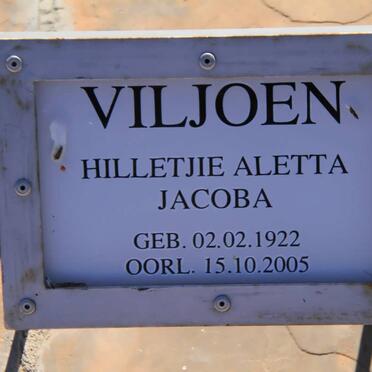 VILJOEN
HILLETJIE ALETTA
JACOBA
GEB. 02.02.1922
OORL. 15.10.2005